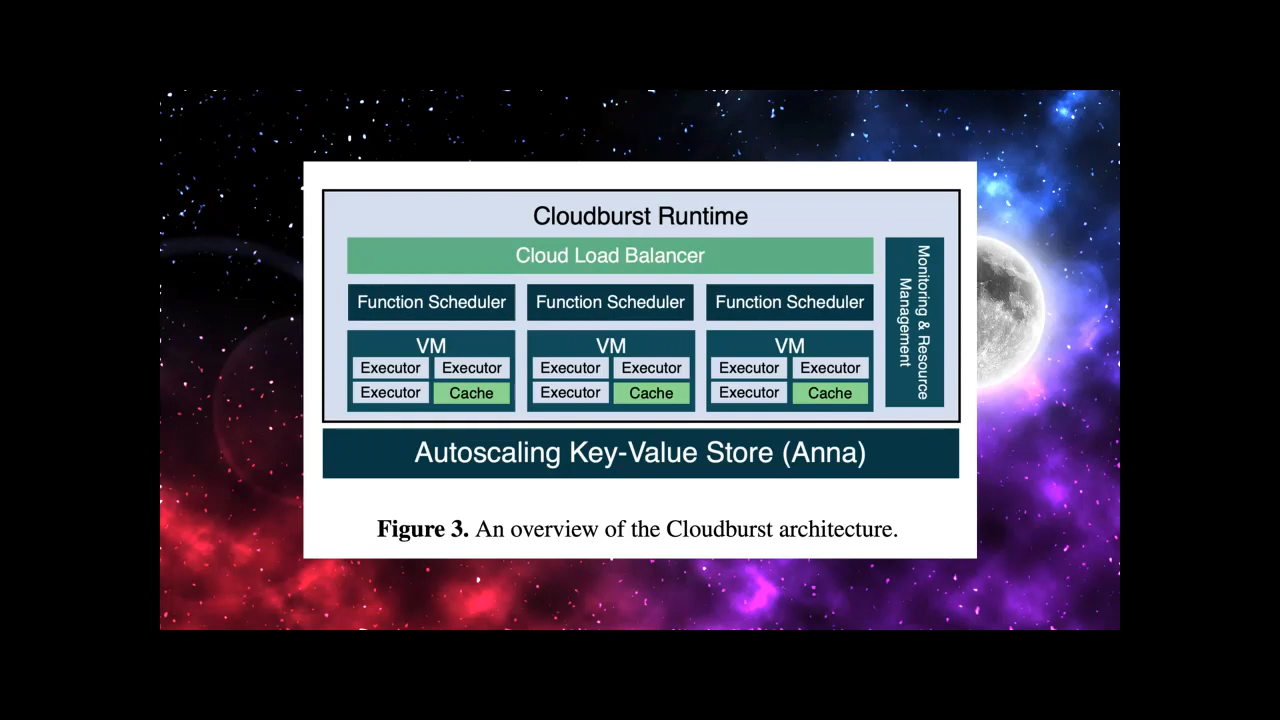 Cloudburst Runtime
Cloud Load Balancer
Function Scheduler
Function Scheduler
Function Scheduler
VM
Executor Executor
Executor Cache
VM
Executor Executor
Executor Cache
VM
Executor Executor
Executor Cache
Monitoring & Resource
Management
Autoscaling Key-Value Store (Anna)
Figure 3. An overview of the Cloudburst architecture.